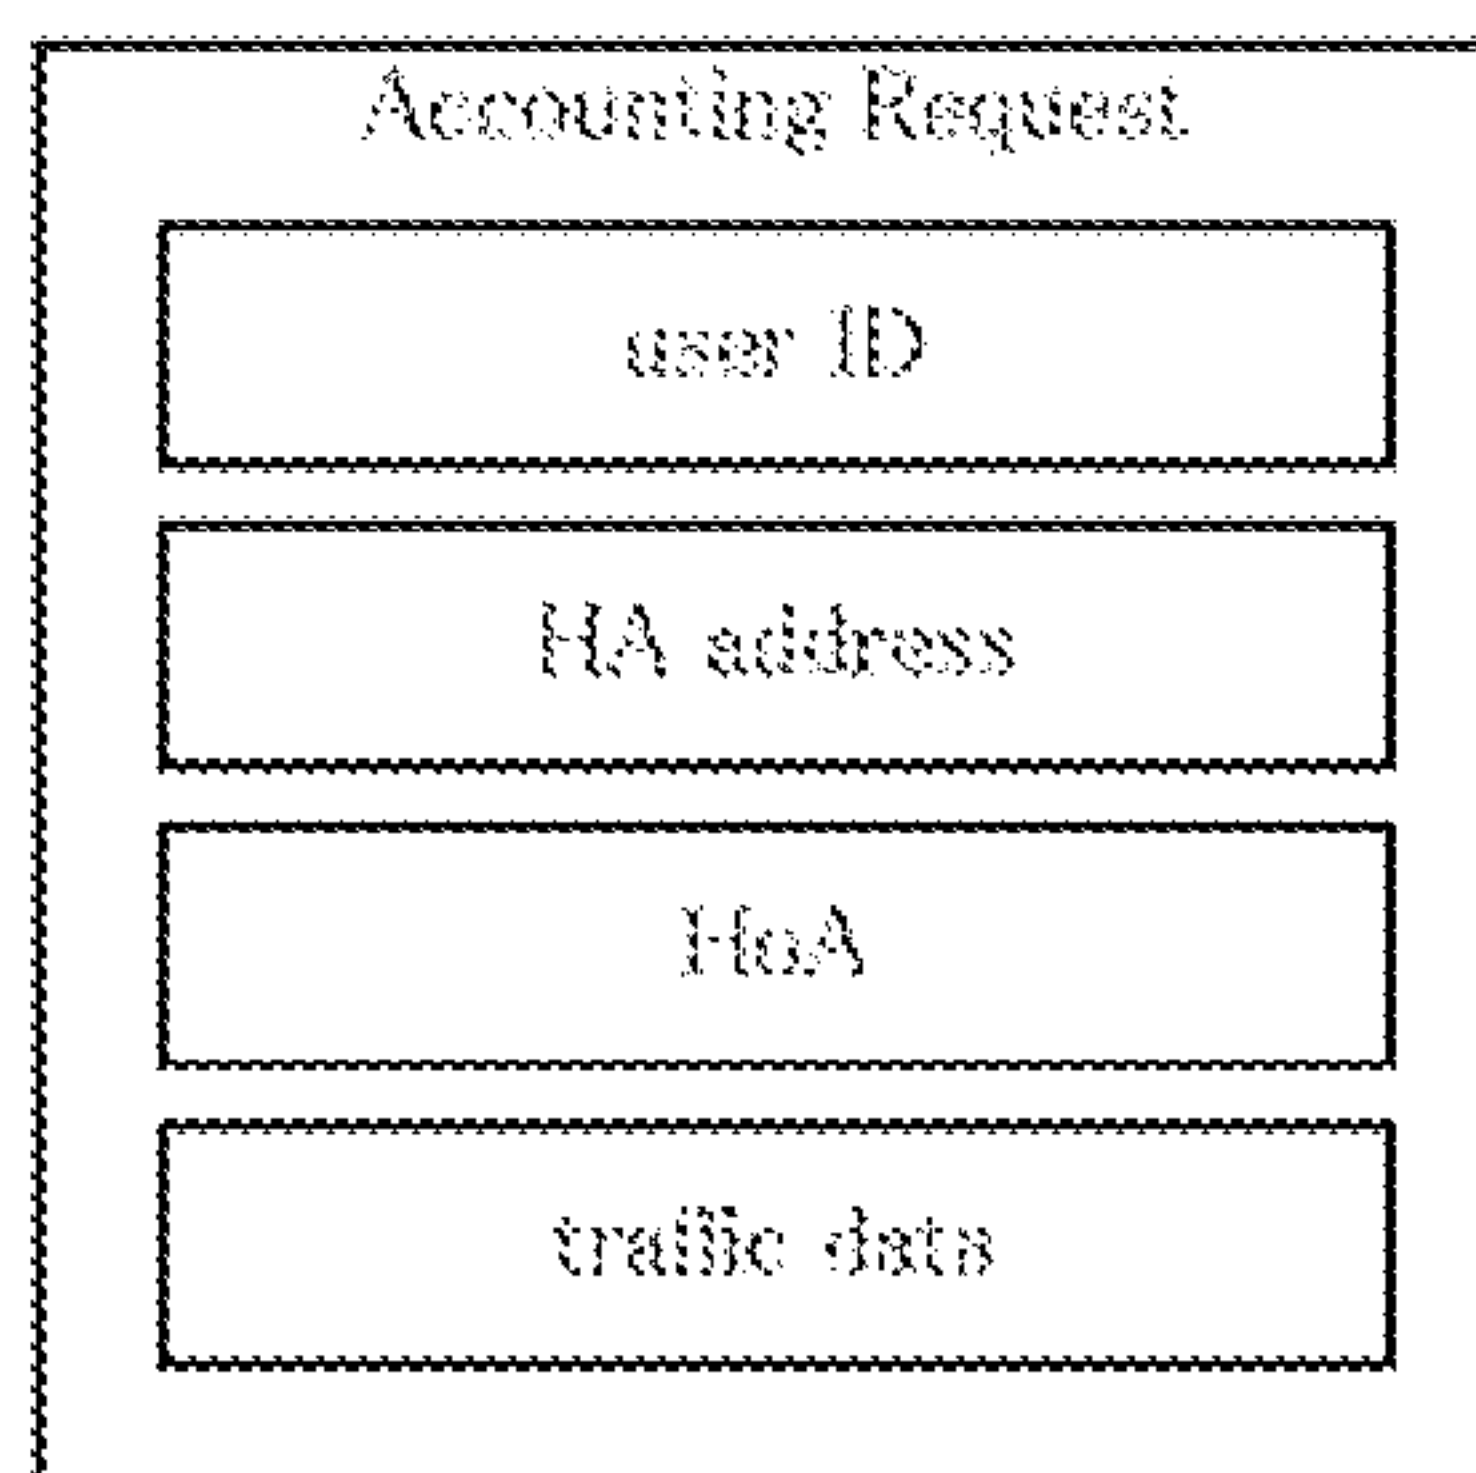 Accounting Request
user ID
HA address
HoA
traffic data